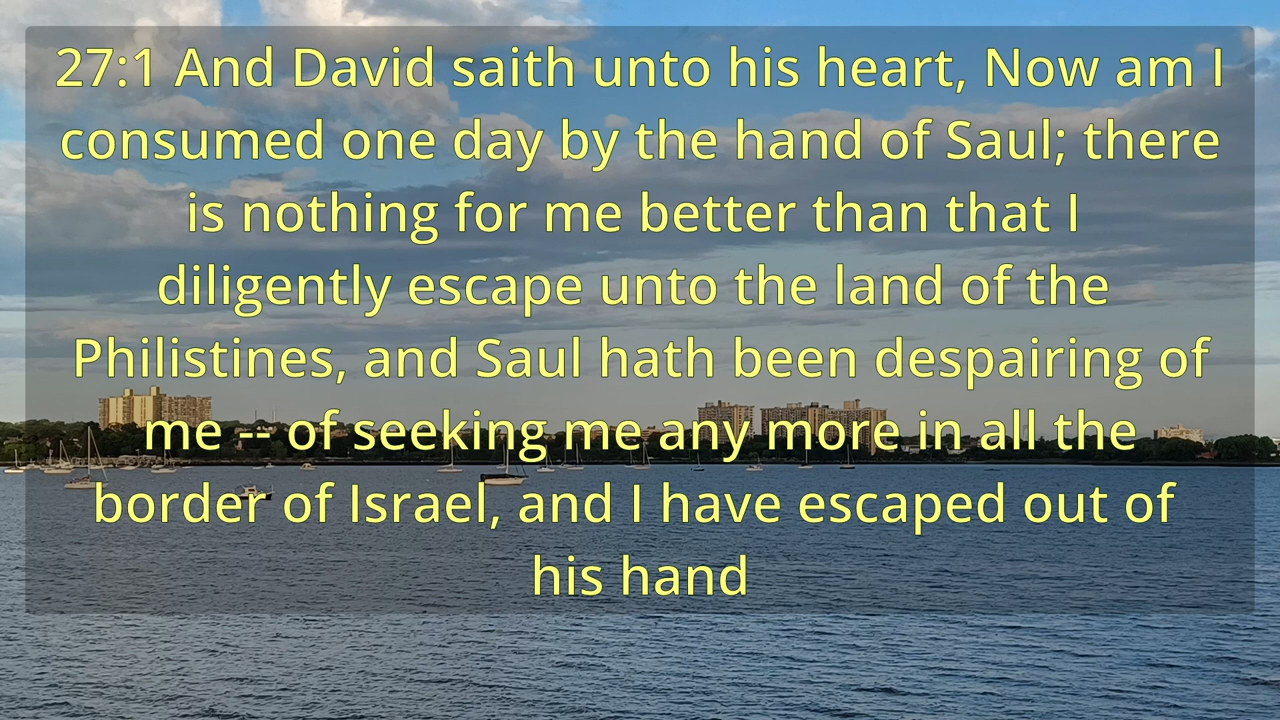 27:1 And David saith unto his heart, Now am I
consumed one day by the hand of Saul; there
is nothing for me better than that I
diligently escape unto the land of the
Philistines, and Saul hath been despairing of
me -- of seeking me any more in all the
border of Israel, and I have escaped out of
his hand